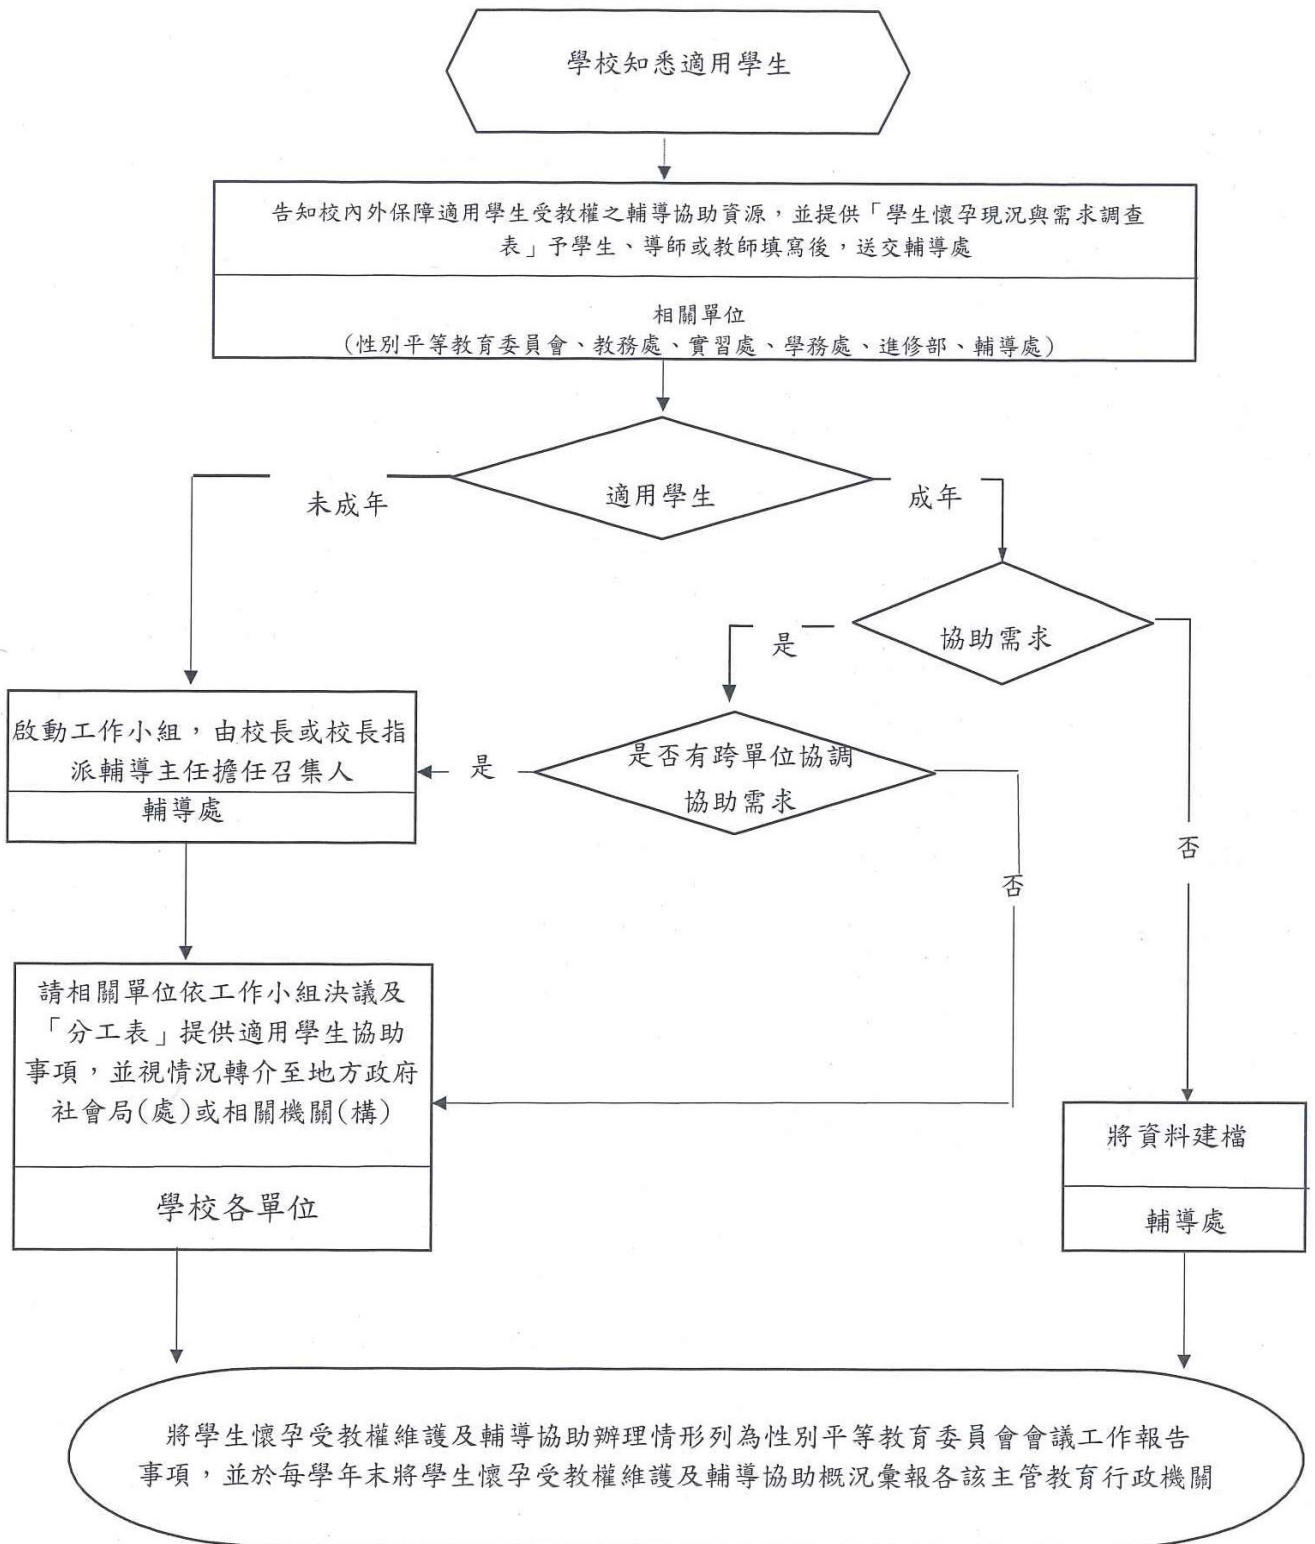 學校知悉適用學生
告知校內外保障適用學生受教權之輔導協助資源，並提供「學生懷孕現況與需求調查
表」予學生、導師或教師填寫後，送交輔導處
相關單位
(性別平等教育委員會、教務處、實習處、學務處、進修部、輔導處)
適用學生
未成年
成年
協助需求
是
否
是否有跨單位協調
協助需求
是
否
啟動工作小組，由校長或校長指
派輔導主任擔任召集人
輔導處
請相關單位依工作小組決議及
「分工表」提供適用學生協助
事項，並視情況轉介至地方政府
社會局(處)或相關機關(構)
學校各單位
將資料建檔
輔導處
將學生懷孕受教權維護及輔導協助辦理情形列為性別平等教育委員會會議工作報告
事項，並於每學年末將學生懷孕受教權維護及輔導協助概況彙報各該主管教育行政機關